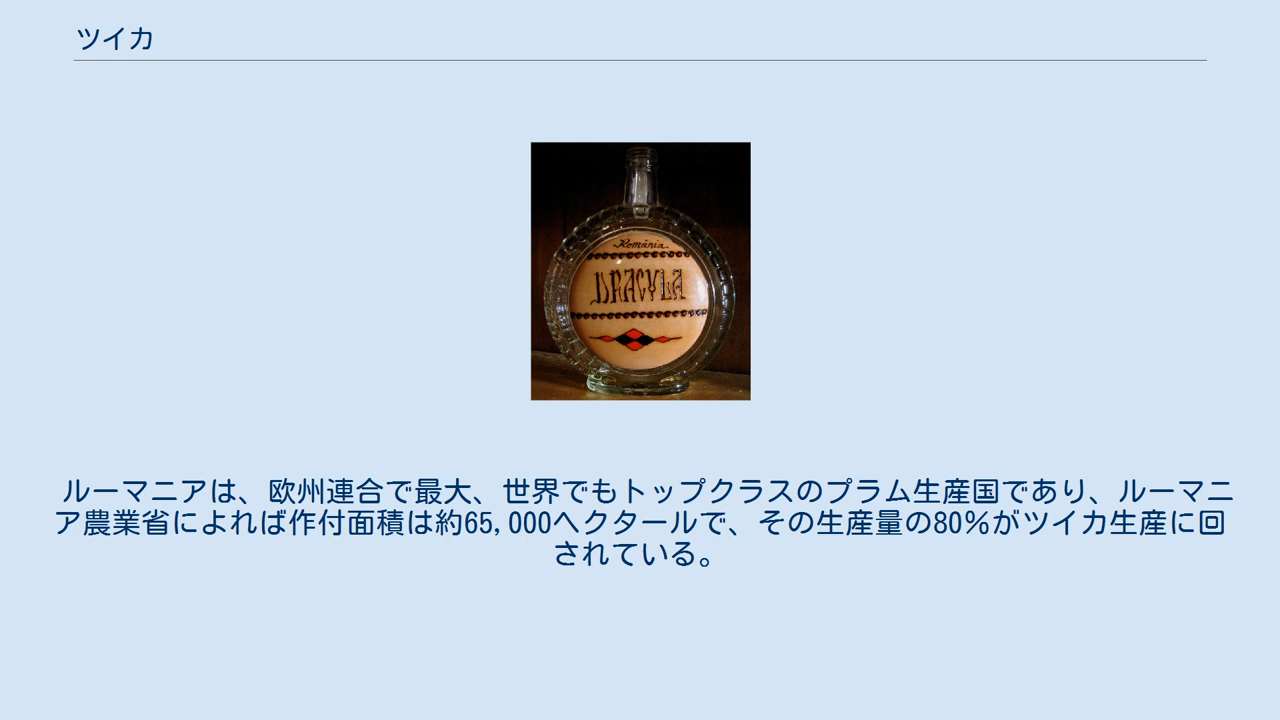 ツイカ
România
DRACULA
ルーマニアは、欧州連合で最大、世界でもトップクラスのプラム生産国であり、ルーマニ
ア農業省によれば作付面積は約65,000ヘクタールで、その生産量の80%がツイカ生産に回
されている。